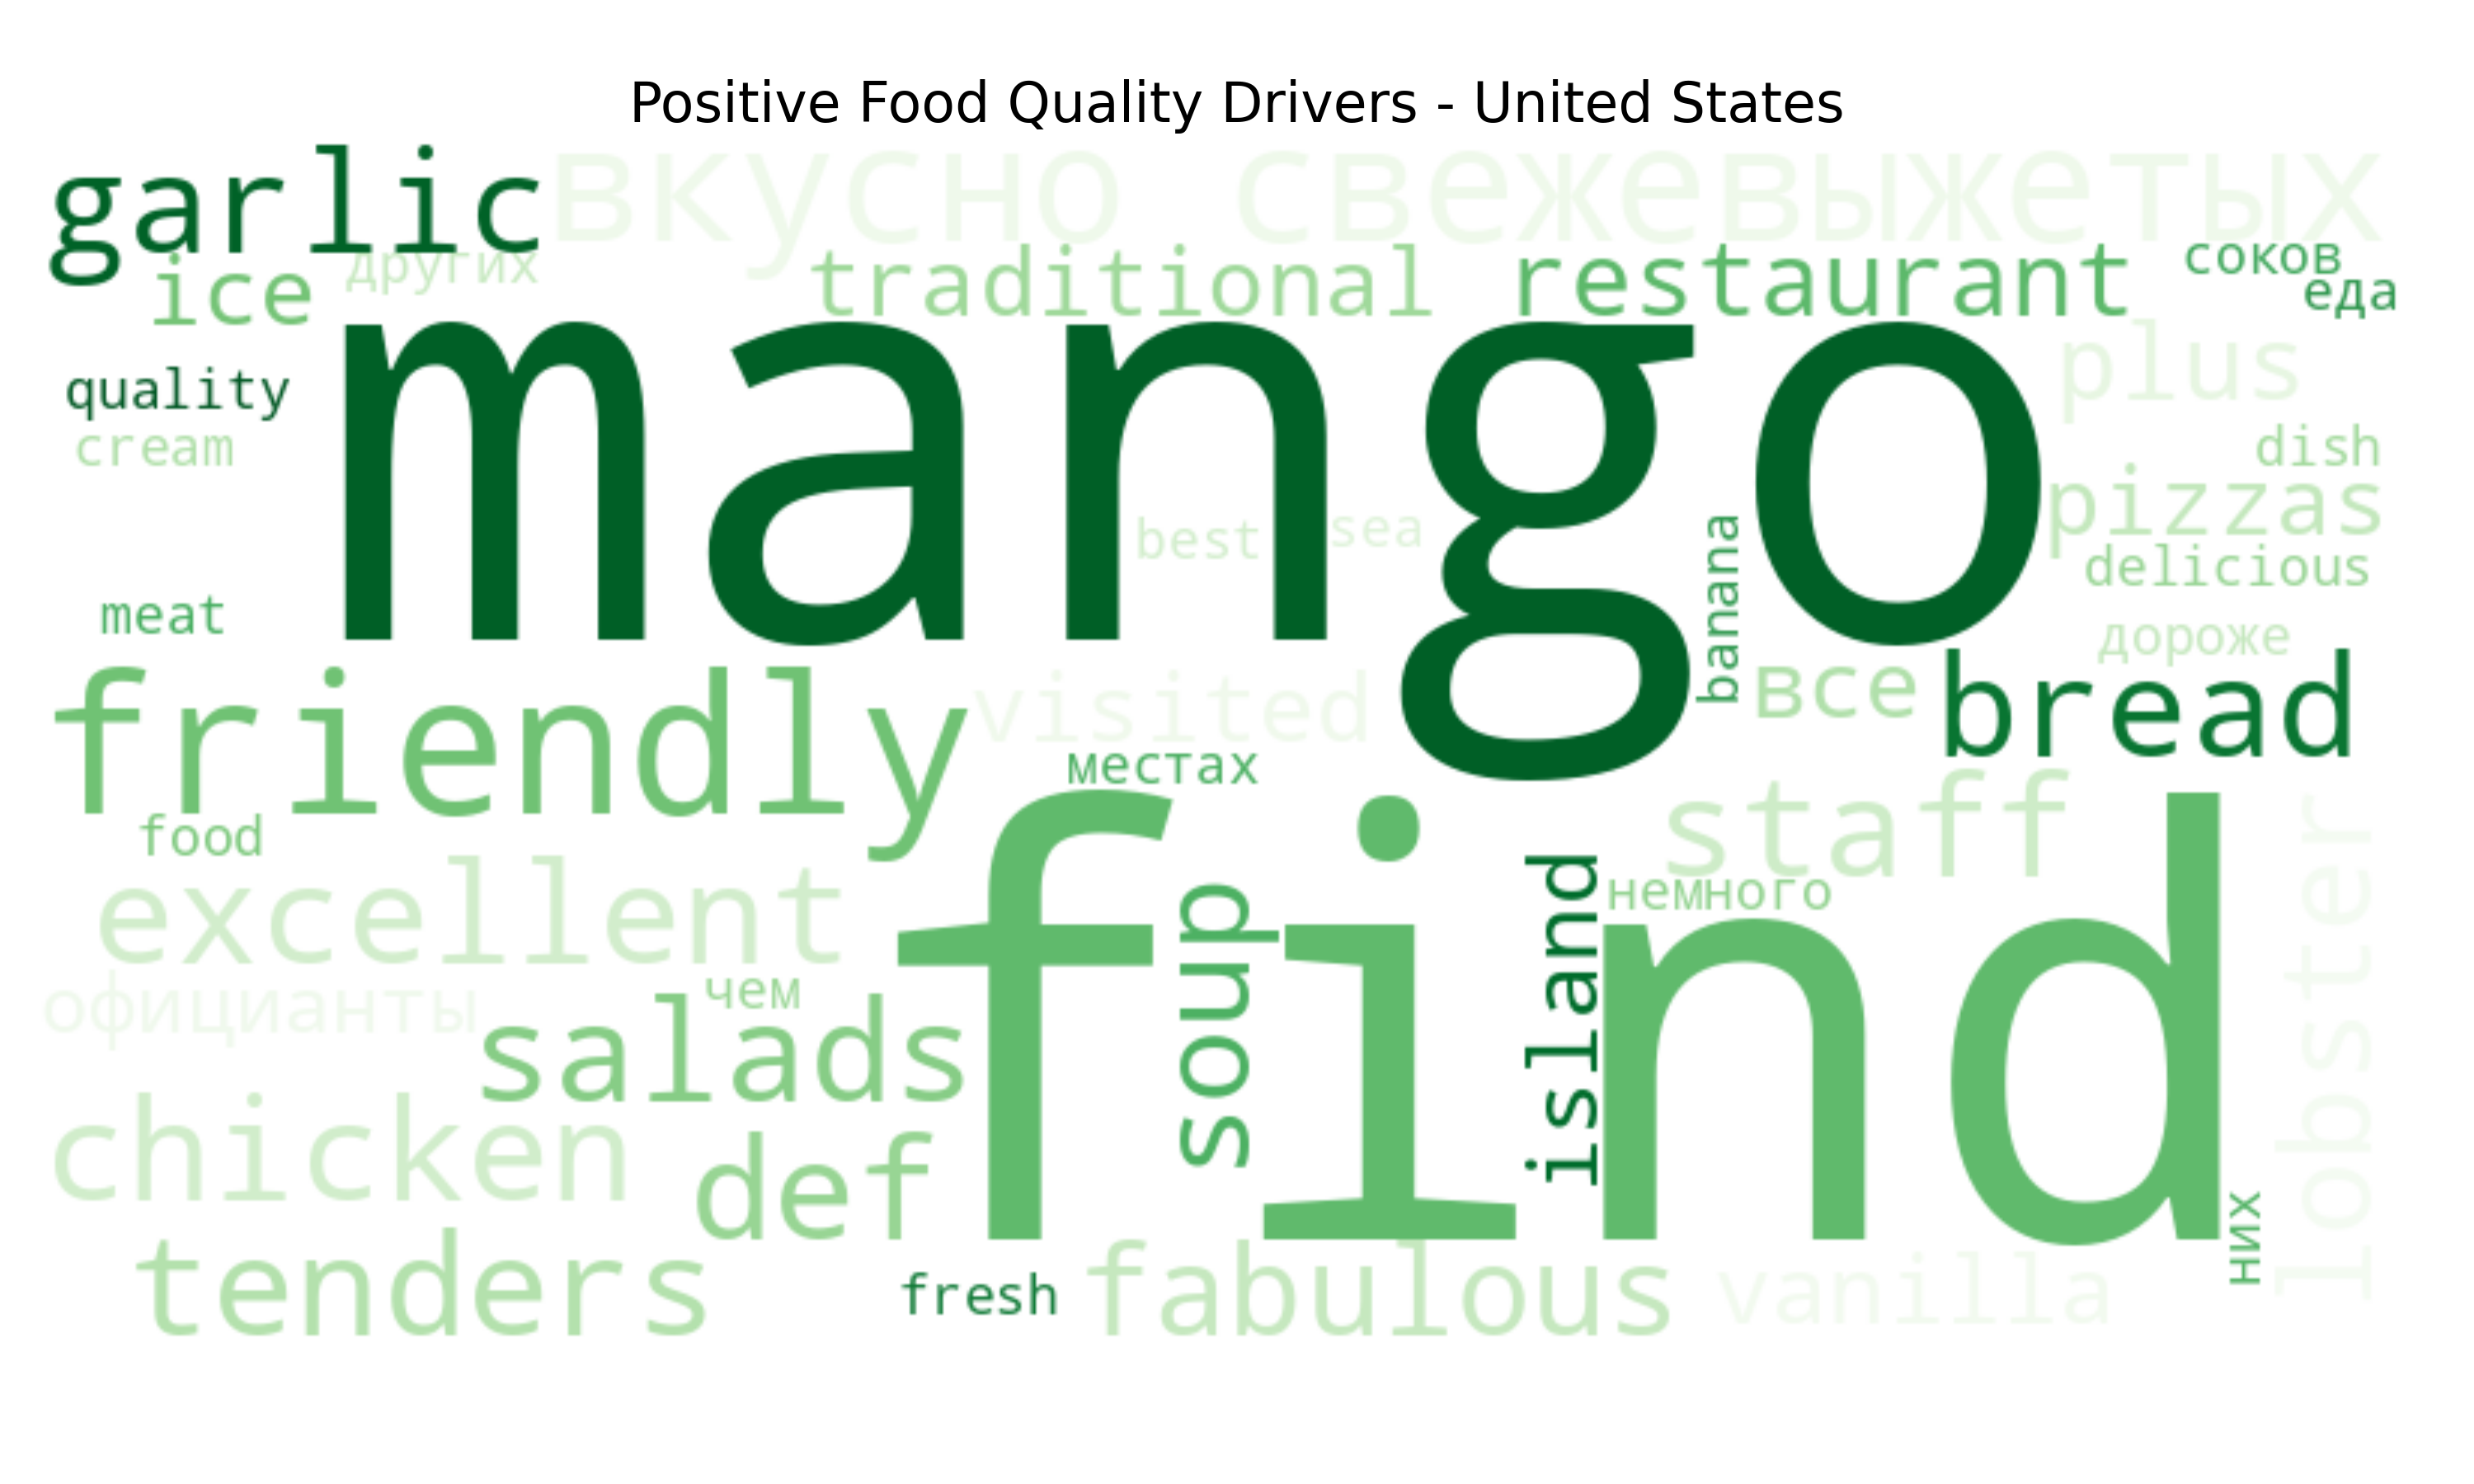 Positive Food Quality Drivers - United States
garlic
вкусно
свежевыжетых
ice
других
traditional
restaurant
соков
еда
quality
mango
plus
cream
dish
best
sea
banana
pizzas
delicious
meat
дороже
friendly
visited
все
bread
местах
food
find
staff
excellent
soup
island
немного
lobster
официанты
чем
salads
chicken
def
них
tenders
fresh
fabulous
vanilla